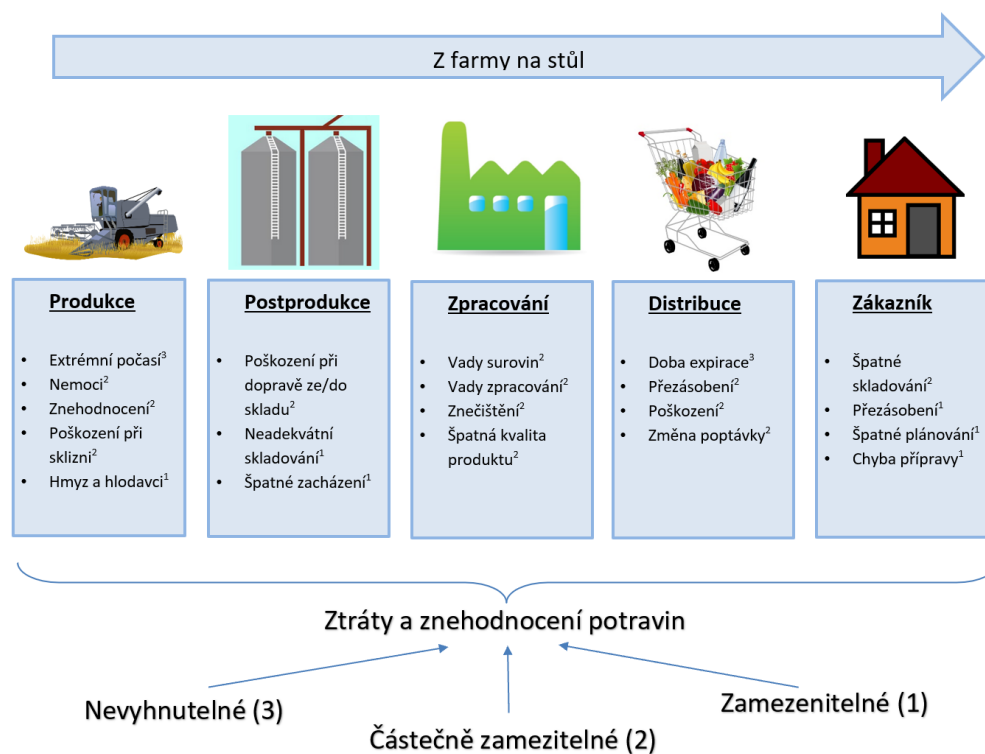 Z farmy na stůl
Produkce
• Extrémní počasí³
• Nemoci²
• Znehodnocení²
• Poškození při
sklizni²
• Hmyz a hlodavci¹
Postprodukce
• Poškození při
dopravě ze/do
skladu²
• Neadekvátní
skladování¹
• Špatné zacházení¹
Zpracování
• Vady surovin²
• Vady zpracování²
• Znečištění²
• Špatná kvalita
produktu²
Distribuce
• Doba expirace³
• Přezásobení²
• Poškození²
• Změna poptávky²
Zákazník
• Špatné
skladování²
• Přezásobení¹
• Špatné plánování¹
• Chyba přípravy¹
Ztráty a znehodnocení potravin
Nevyhnutelné (3)
Částečně zamezitelné (2)
Zamezenitelné (1)